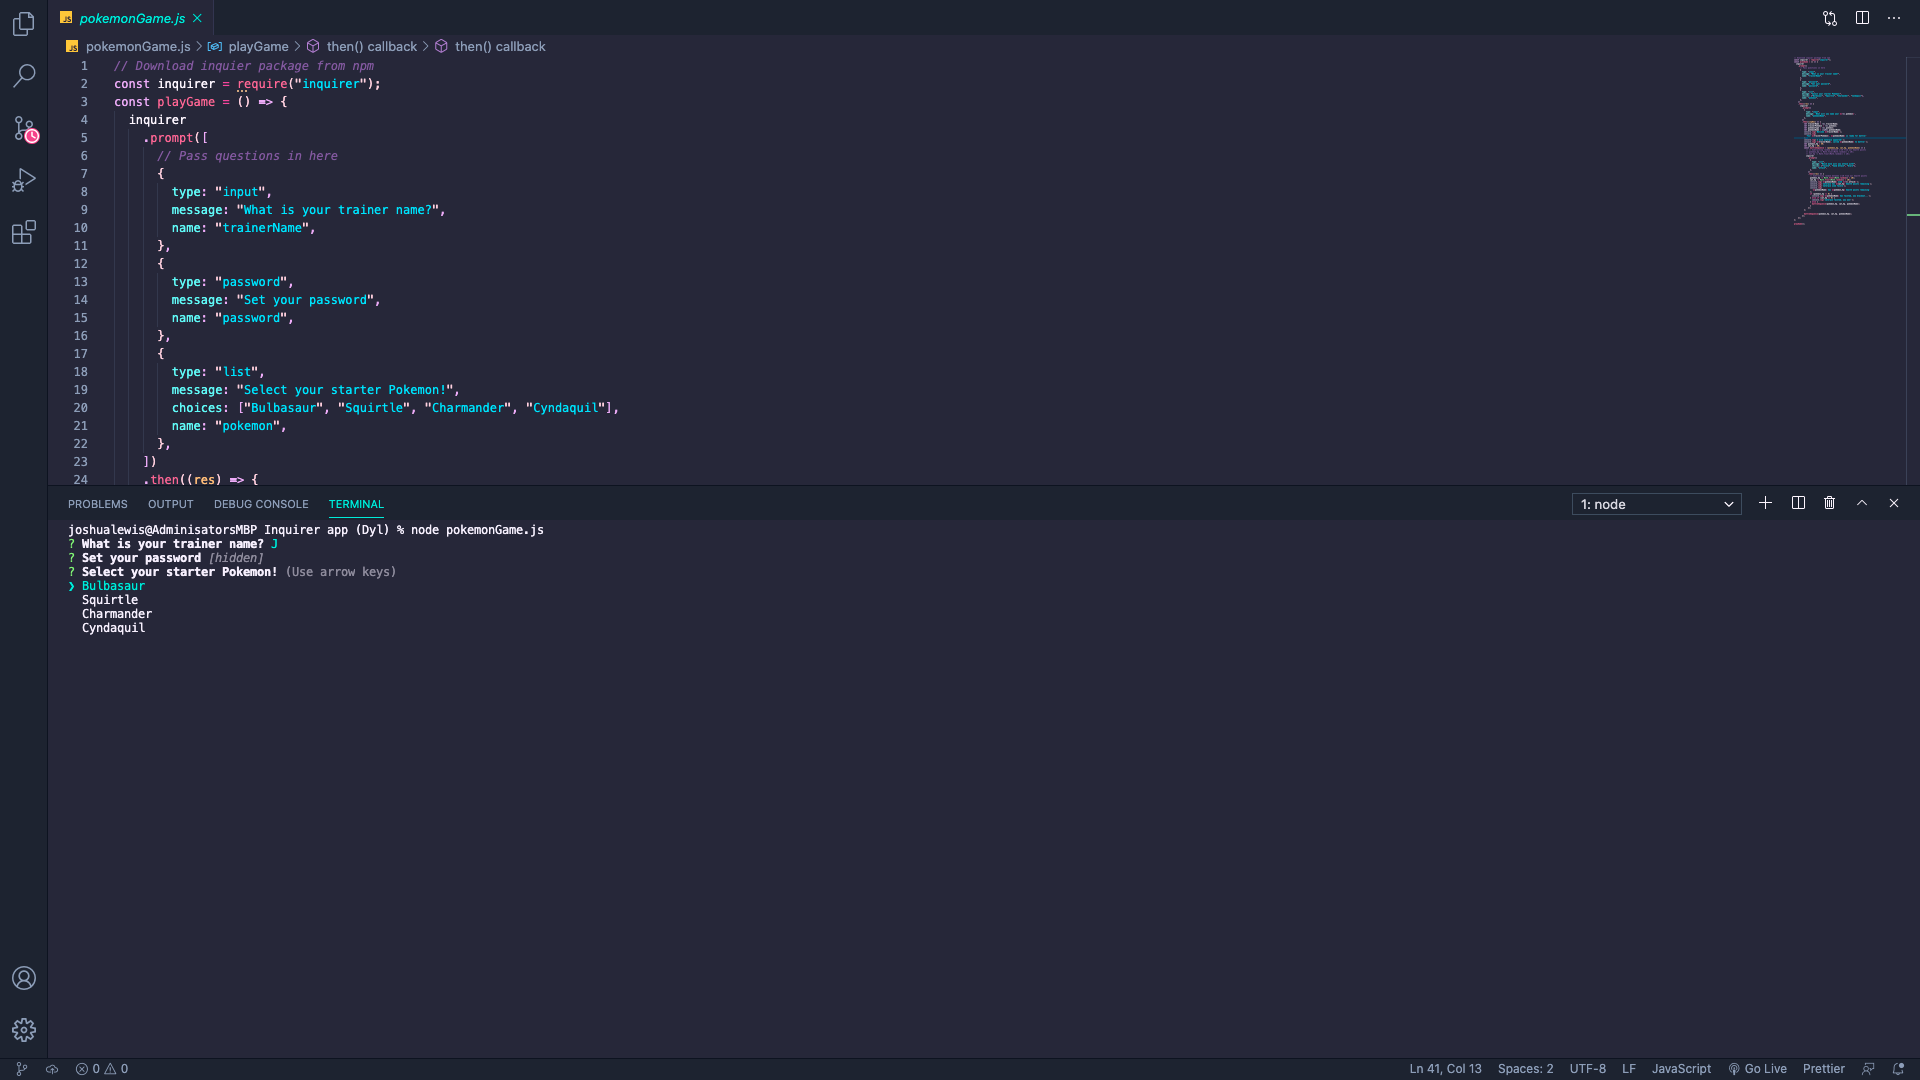 pokemonGame.js
pokemonGame.js > playGame > then() callback > then() callback
1 // Download inquier package from npm
2 const inquirer = require("inquirer");
3 const playGame = () => {
4 inquirer
5 .prompt([
6 // Pass questions in here
7 {
8 type: "input",
9 message: "What is your trainer name?",
10 name: "trainerName",
11 },
12 {
13 type: "password",
14 message: "Set your password",
15 name: "password",
16 },
17 {
18 type: "list",
19 message: "Select your starter Pokemon!",
20 choices: ["Bulbasaur", "Squirtle", "Charmander", "Cyndaquil"],
21 name: "pokemon",
22 },
23 ])
24 .then((res) => {
PROBLEMS OUTPUT DEBUG CONSOLE TERMINAL 1: node
joshualewis@AdminisatorsMBP Inquirer app (Dyl) % node pokemonGame.js
? What is your trainer name? J
? Set your password [hidden]
? Select your starter Pokemon! (Use arrow keys)
❯ Bulbasaur
Squirtle
Charmander
Cyndaquil
0 0 Ln 41, Col 13 Spaces: 2 UTF-8 LF JavaScript Go Live Prettier